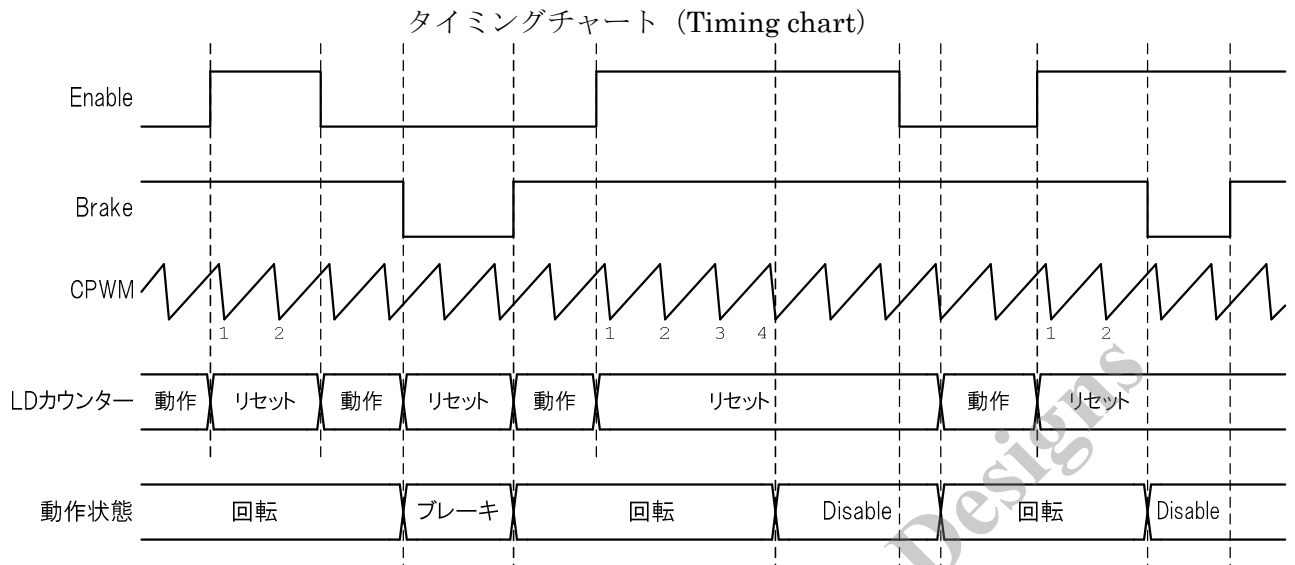 タイミングチャート (Timing chart)
Enable
Brake
CPWM
1 2 1 2 3 4 1 2
LDカウンター 動作 リセット 動作 リセット 動作 リセット 動作 リセット
動作状態 回転 ブレーキ 回転 Disable 回転 Disable
Designs